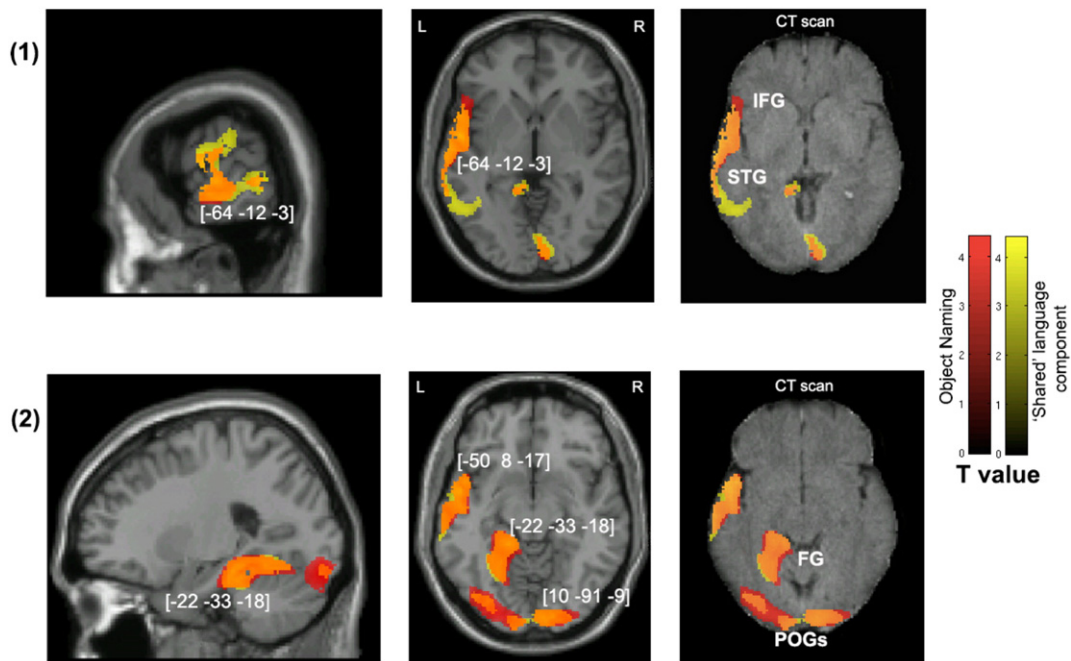 (1)
L
R
CT scan
IFG
[-64 -12 -3]
STG
[-64 -12 -3]
4
3
2
1
0
Object Naming
4
3
2
1
0
'Shared' language
component
T value
(2)
L
R
CT scan
[-50 8 -17]
[-22 -33 -18]
FG
[-22 -33 -18]
[10 -91 -9]
POGs